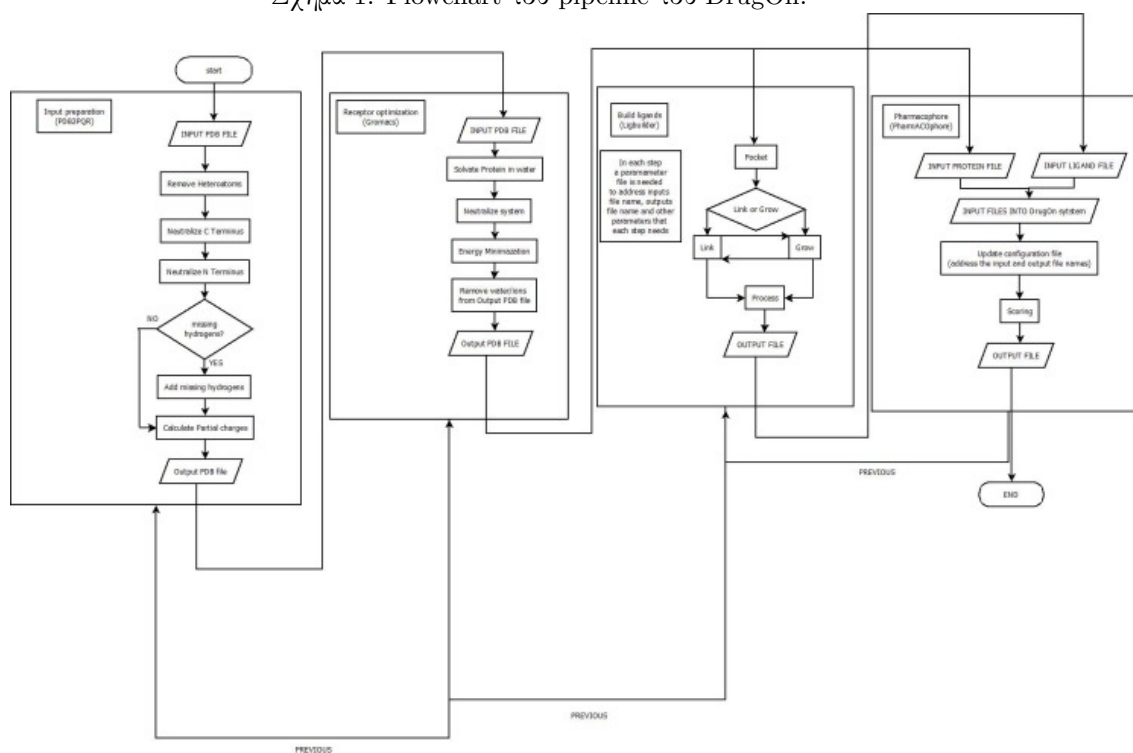 Σχήμα 1: Flowchart του pipeline του DrugOn.
start
Input preparation
(PDB2PQR)
INPUT PDB FILE
Remove Heteroatoms
Neutralize C Terminus
Neutralize N Terminus
missing
hydrogens?
NO
YES
Add missing hydrogens
Calculate Partial charges
Output PDB file
Receptor optimization
(Gromacs)
INPUT PDB FILE
Solvate Protein in water
Neutralize system
Energy Minimazation
Remove water/ions
from Output PDB file
Output PDB FILE
Build ligands
(Ligbuilder)
In each step
a paremameter
file is needed
to address inputs
file name, outputs
file name and other
parameters that
each step needs
Pocket
Link or Grow
Link
Grow
Process
OUTPUT FILE
Pharmacophore
(PharmACOphore)
INPUT PROTEIN FILE
INPUT LIGAND FILE
INPUT FILES INTO DrugOn sytstem
Update configuration file
(address the input and output file names)
Scoring
OUTPUT FILE
PREVIOUS
END
PREVIOUS
PREVIOUS